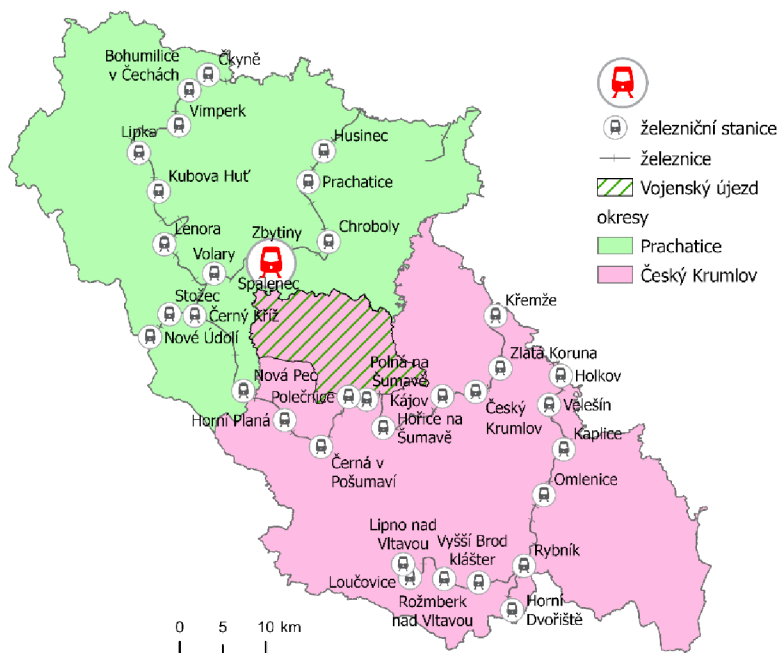 Bohumilice
v Čechách
Čkyně
Vimperk
Lipka
Husinec
Kubova Huť
Prachatice
Lenora
Zbytiny
Chroboly
Volary
Spálenec
Stožec
Černý Kříž
Nové Údolí
Křemže
Zlatá Koruna
Holkov
Nová Pec
Polná na
Šumavě
Polečnice
Kájov
Velešín
Český
Krumlov
Horní Planá
Hořice na
Šumavě
Kaplice
Černá v
Pošumaví
Omlenice
Lipno nad
Vltavou
Vyšší Brod
klášter
Rybník
Loučovice
Rožmberk
nad Vltavou
Horní
Dvořiště
0 5 10 km
železniční stanice
železnice
Vojenský újezd
okresy
Prachatice
Český Krumlov